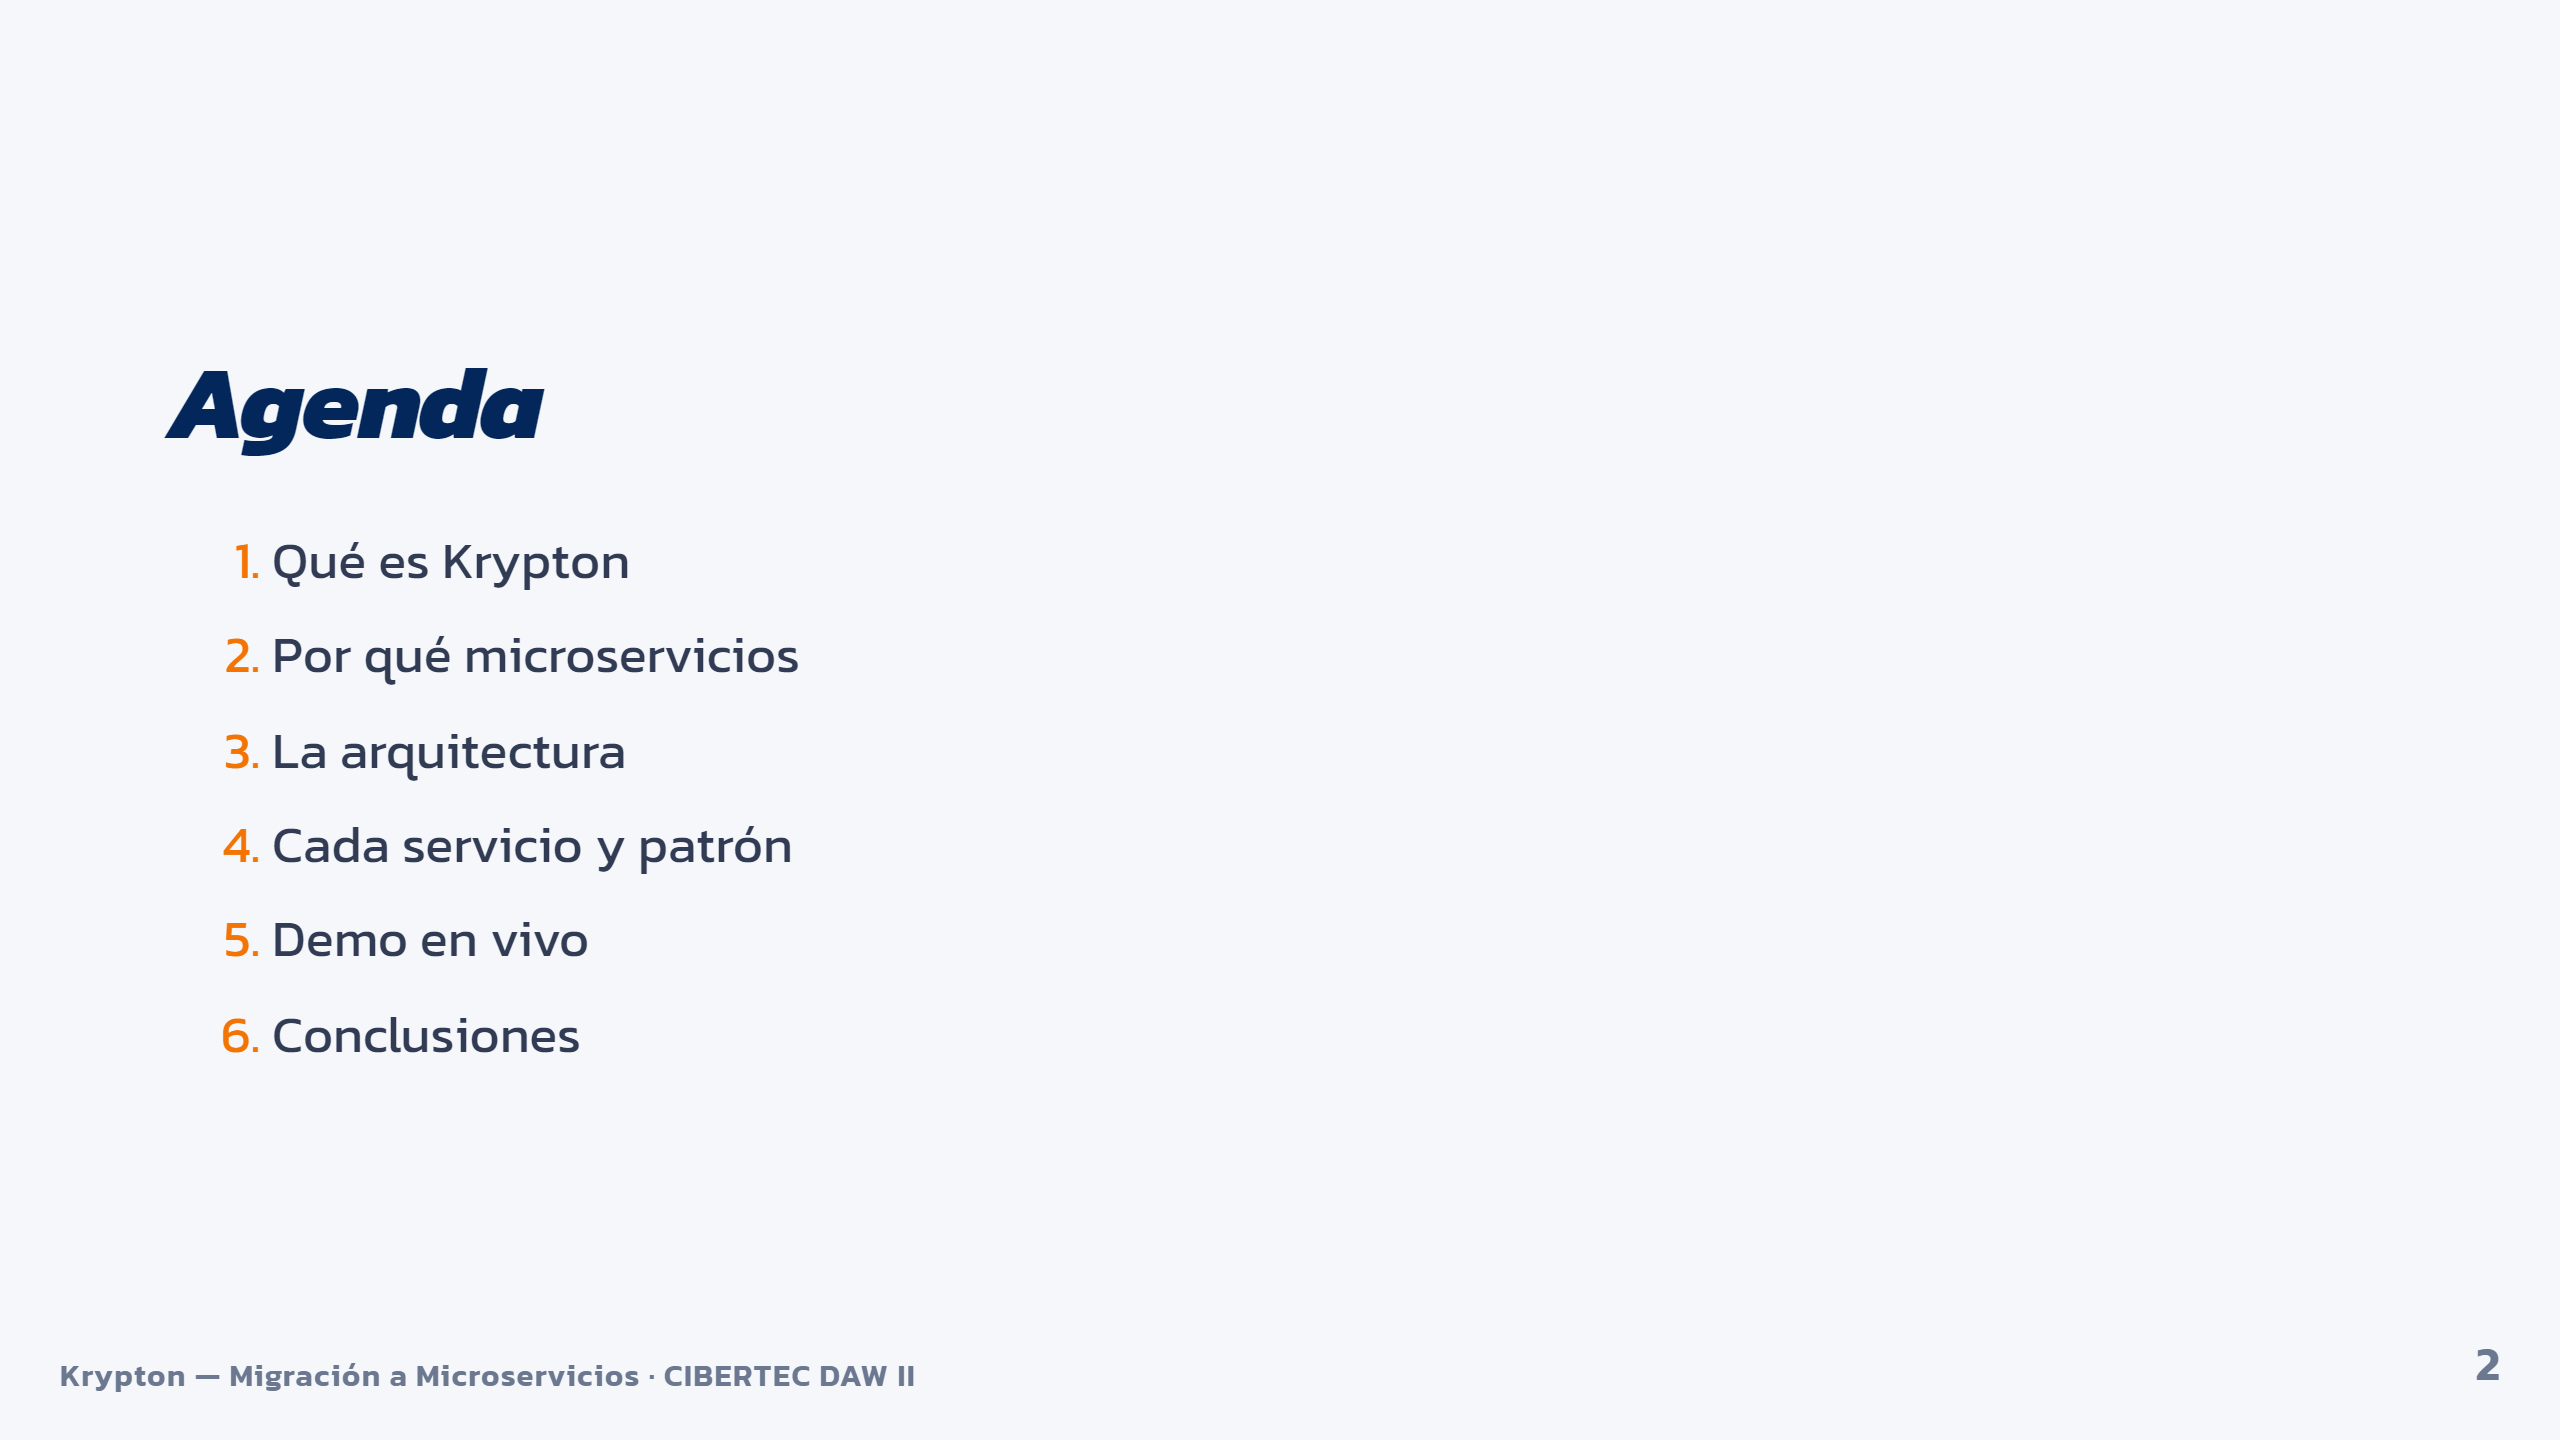 Agenda
1. Qué es Krypton
2. Por qué microservicios
3. La arquitectura
4. Cada servicio y patrón
5. Demo en vivo
6. Conclusiones
Krypton — Migración a Microservicios · CIBERTEC DAW II
2